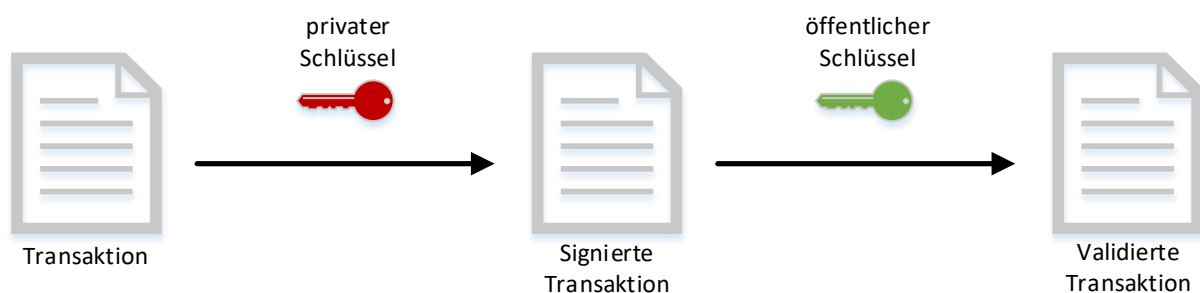 privater
Schlüssel
öffentlicher
Schlüssel
Transaktion
Signierte
Transaktion
Validierte
Transaktion